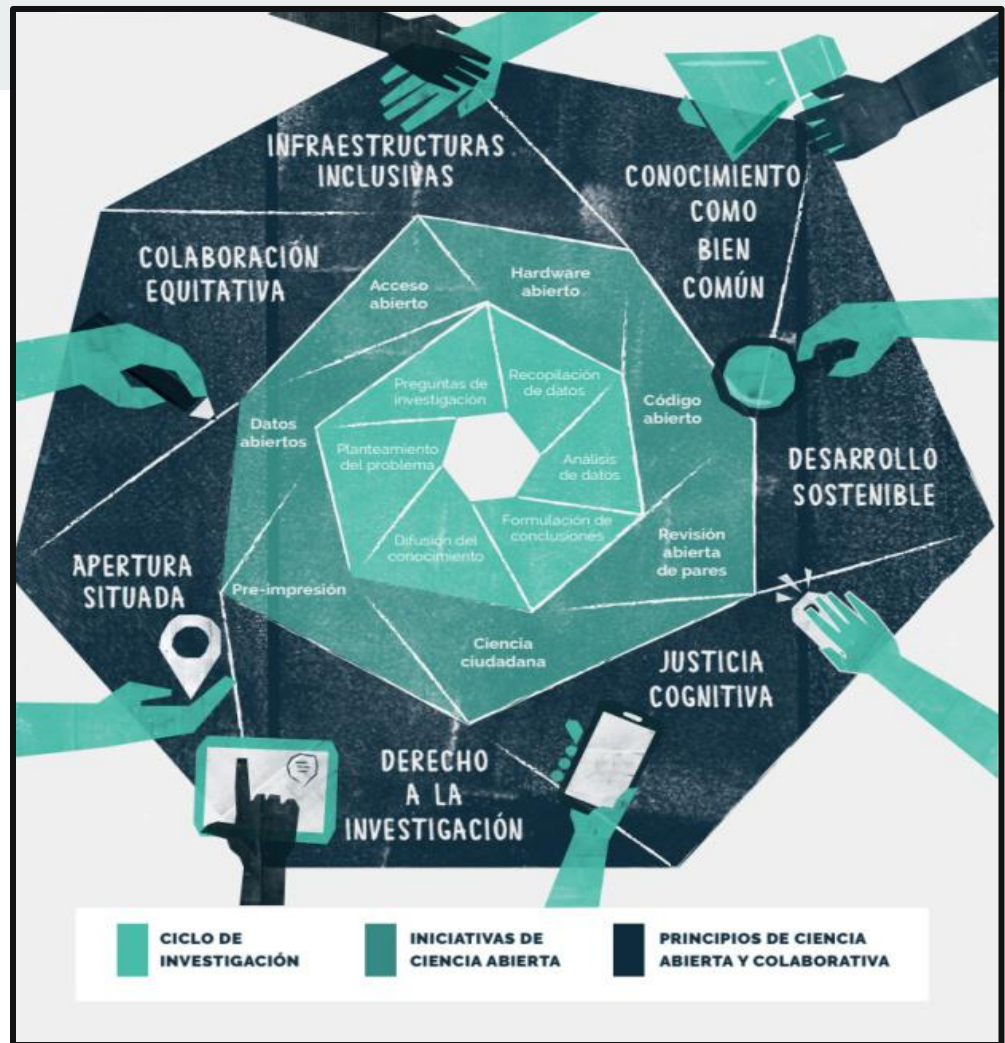 INFRAESTRUCTURAS
INCLUSIVAS
CONOCIMIENTO
COMO
BIEN
COMÚN
COLABORACIÓN
EQUITATIVA
DESARROLLO
SOSTENIBLE
APERTURA
SITUADA
JUSTICIA
COGNITIVA
DERECHO
A LA
INVESTIGACIÓN
Acceso
abierto
Hardware
abierto
Datos
abiertos
Código
abierto
Revisión
abierta
de pares
Pre-impresión
Ciencia
ciudadana
Preguntas de
investigación
Recopilación
de datos
Planteamiento
del problema
Análisis
de datos
Difusión del
conocimiento
Formulación de
conclusiones
CICLO DE
INVESTIGACIÓN
INICIATIVAS DE
CIENCIA ABIERTA
PRINCIPIOS DE CIENCIA
ABIERTA Y COLABORATIVA